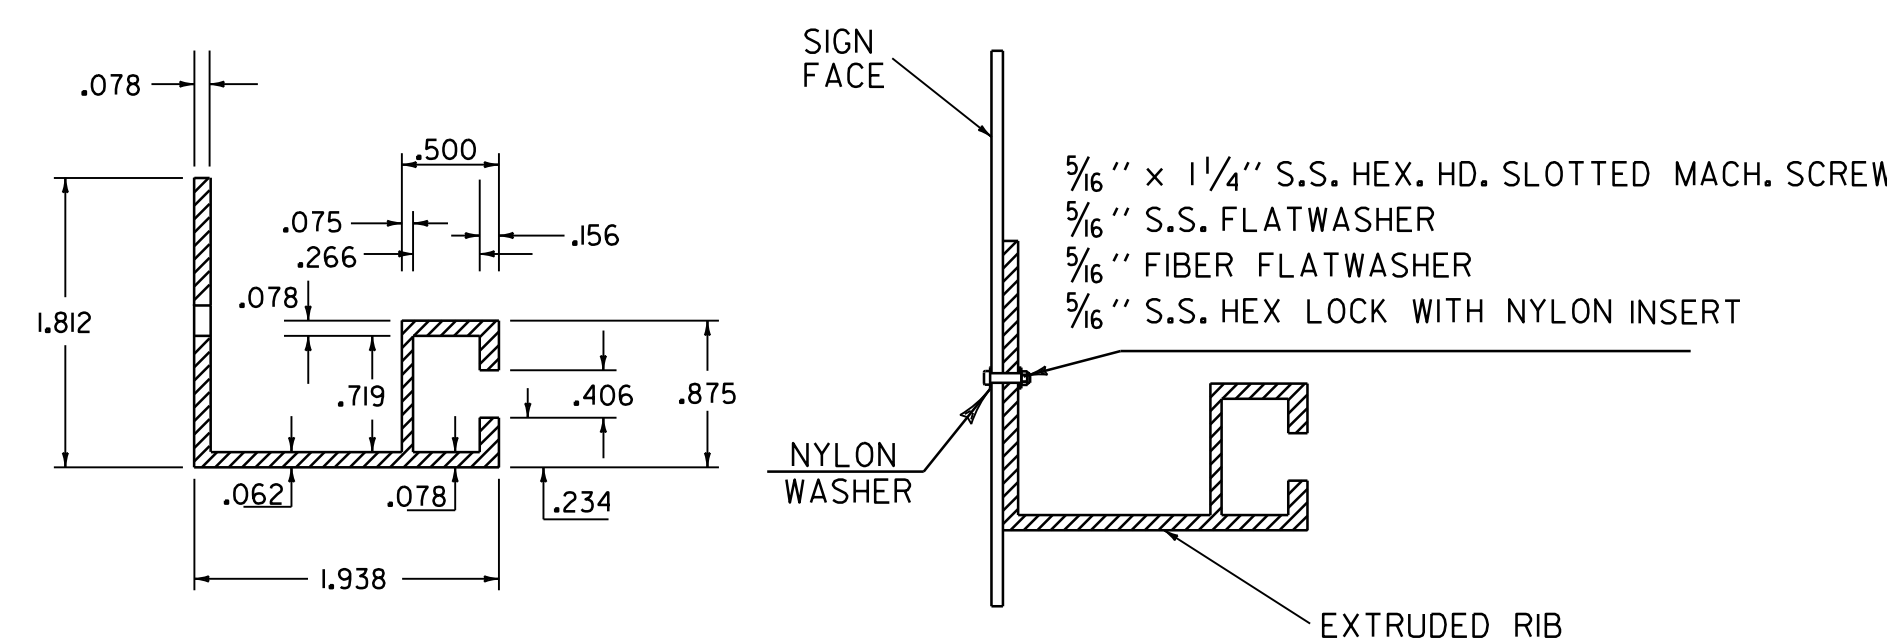 .078
.500
.075
.156
.266
.078
1.812
.719
.406
.875
.062
.078
.234
1.938
SIGN
FACE
5/16" x 1 1/4" S.S. HEX. HD. SLOTTED MACH. SCREW
5/16" S.S. FLATWASHER
5/16" FIBER FLATWASHER
5/16" S.S. HEX LOCK WITH NYLON INSERT
NYLON
WASHER
EXTRUDED RIB